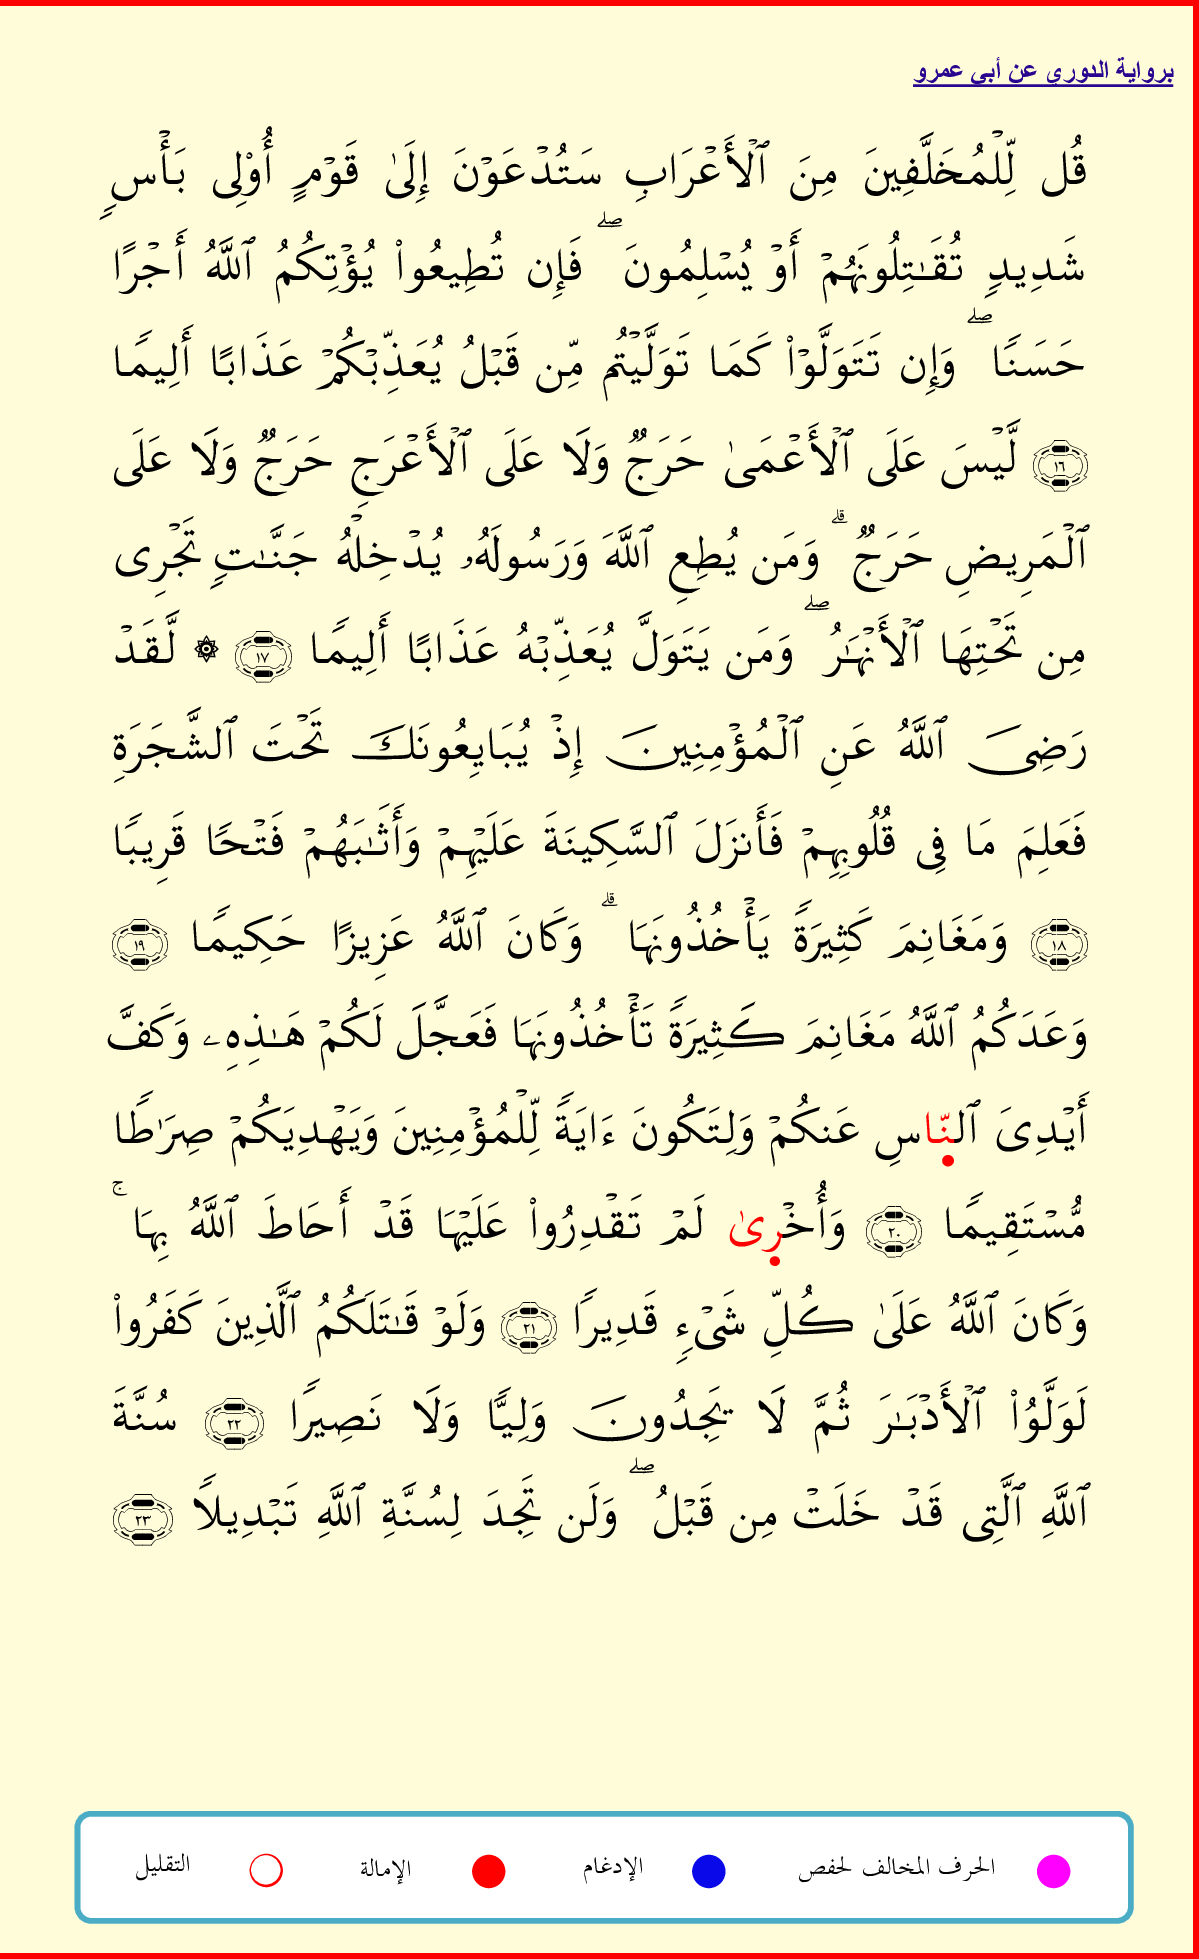 برواية الدوري عن أبي عمرو
قُل لِّلْمُخَلَّفِينَ مِنَ ٱلْأَعْرَابِ سَتُدْعَوْنَ إِلَىٰ قَوْمٍ أُوْلِى بَأْسٍ
شَدِيدٍ تُقَٰتِلُونَهُمْ أَوْ يُسْلِمُونَ ۖ فَإِن تُطِيعُوا۟ يُؤْتِكُمُ ٱللَّهُ أَجْرًا
حَسَنًا ۖ وَإِن تَتَوَلَّوْا۟ كَمَا تَوَلَّيْتُم مِّن قَبْلُ يُعَذِّبْكُمْ عَذَابًا أَلِيمًا
١٦ لَّيْسَ عَلَى ٱلْأَعْمَىٰ حَرَجٌ وَلَا عَلَى ٱلْأَعْرَجِ حَرَجٌ وَلَا عَلَى
ٱلْمَرِيضِ حَرَجٌ ۗ وَمَن يُطِعِ ٱللَّهَ وَرَسُولَهُۥ يُدْخِلْهُ جَنَّٰتٍ تَجْرِى
مِن تَحْتِهَا ٱلْأَنْهَٰرُ ۖ وَمَن يَتَوَلَّ يُعَذِّبْهُ عَذَابًا أَلِيمًا ١٧ ۞ لَّقَدْ
رَضِىَ ٱللَّهُ عَنِ ٱلْمُؤْمِنِينَ إِذْ يُبَايِعُونَكَ تَحْتَ ٱلشَّجَرَةِ
فَعَلِمَ مَا فِى قُلُوبِهِمْ فَأَنزَلَ ٱلسَّكِينَةَ عَلَيْهِمْ وَأَثَٰبَهُمْ فَتْحًا قَرِيبًا
١٨ وَمَغَانِمَ كَثِيرَةً يَأْخُذُونَهَا ۗ وَكَانَ ٱللَّهُ عَزِيزًا حَكِيمًا ١٩
وَعَدَكُمُ ٱللَّهُ مَغَانِمَ كَثِيرَةً تَأْخُذُونَهَا فَعَجَّلَ لَكُمْ هَٰذِهِۦ وَكَفَّ
أَيْدِىَ ٱلنَّاسِ عَنكُمْ وَلِتَكُونَ ءَايَةً لِّلْمُؤْمِنِينَ وَيَهْدِيَكُمْ صِرَٰطًا
مُّسْتَقِيمًا ٢٠ وَأُخْرِىٰ لَمْ تَقْدِرُوا۟ عَلَيْهَا قَدْ أَحَاطَ ٱللَّهُ بِهَا ۚ
وَكَانَ ٱللَّهُ عَلَىٰ كُلِّ شَىْءٍ قَدِيرًا ٢١ وَلَوْ قَٰتَلَكُمُ ٱلَّذِينَ كَفَرُوا۟
لَوَلَّوُا۟ ٱلْأَدْبَٰرَ ثُمَّ لَا يَجِدُونَ وَلِيًّا وَلَا نَصِيرًا ٢٢ سُنَّةَ
ٱللَّهِ ٱلَّتِى قَدْ خَلَتْ مِن قَبْلُ ۖ وَلَن تَجِدَ لِسُنَّةِ ٱللَّهِ تَبْدِيلًا ٢٣
الحرف المخالف لحفص الإدغام الإمالة التقليل